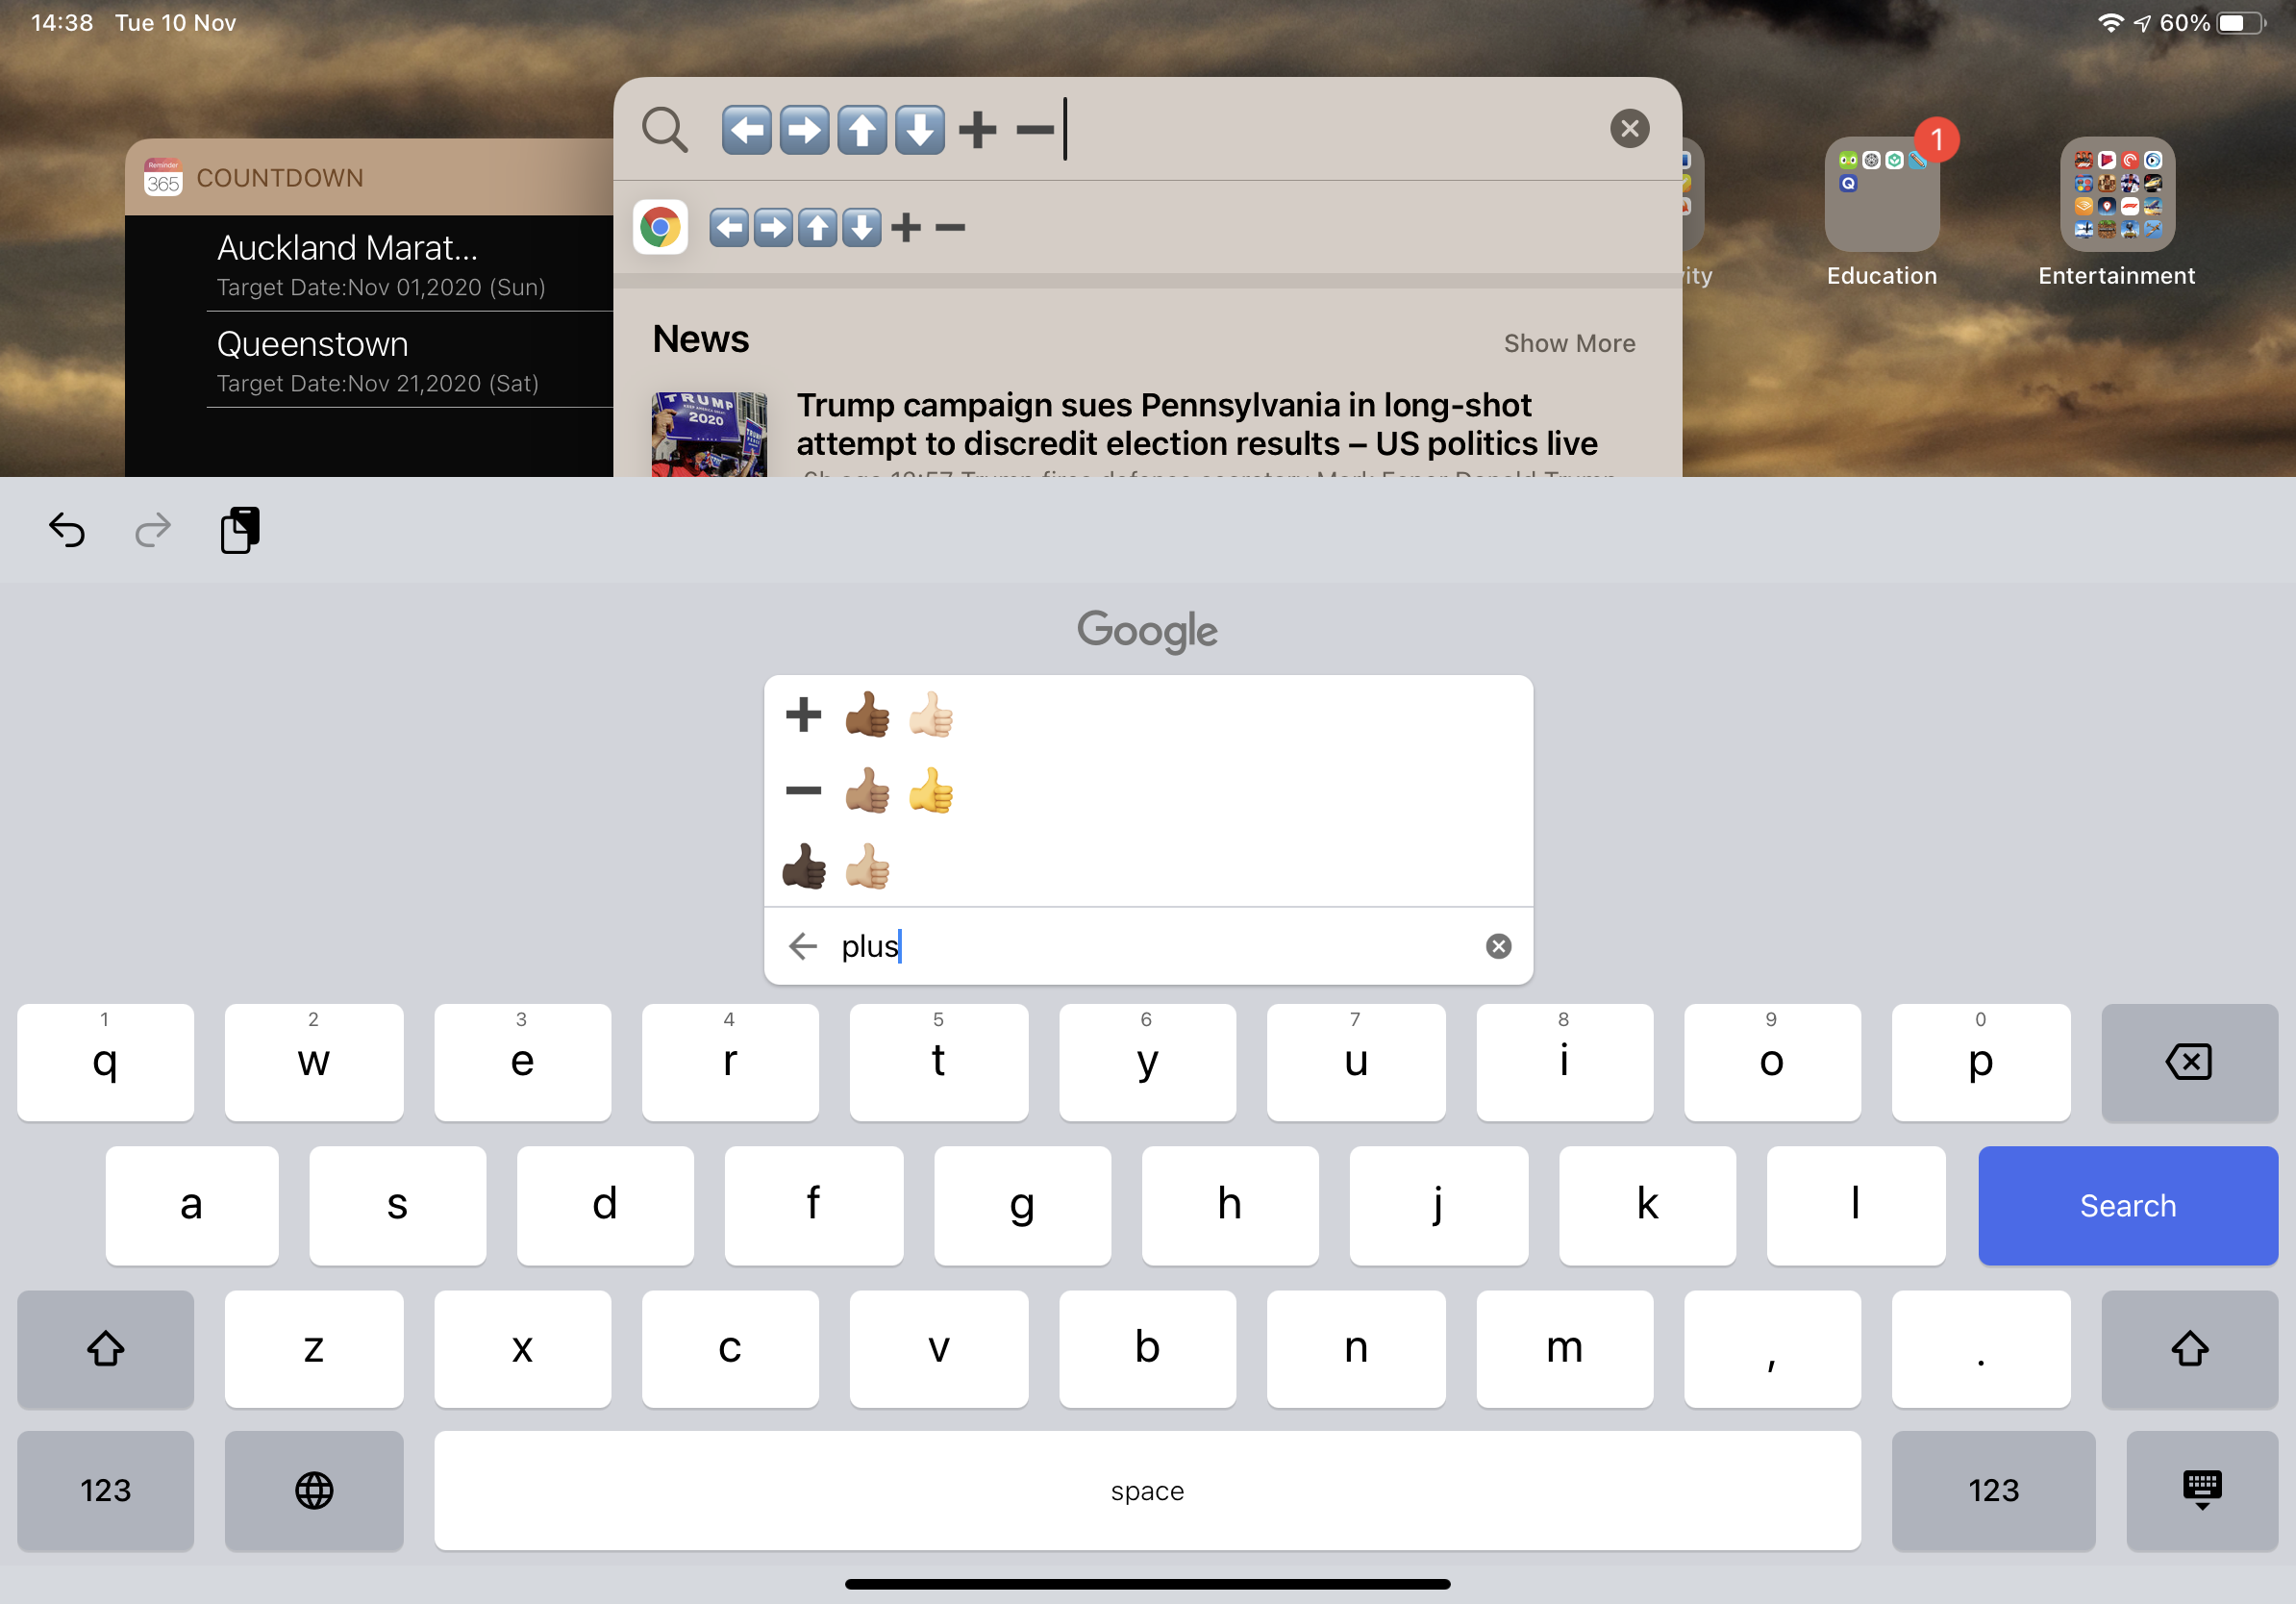 14:38 Tue 10 Nov
60%
⬅️➡️⬆️⬇️➕➖
Reminder
365 COUNTDOWN
Auckland Marat...
Target Date:Nov 01,2020 (Sun)
Queenstown
Target Date:Nov 21,2020 (Sat)
⬅️➡️⬆️⬇️➕➖
1
ity
Education
Entertainment
News
Show More
TRUMP
2020
Trump campaign sues Pennsylvania in long-shot
attempt to discredit election results – US politics live
Google
➕ 👍🏾 👍🏻
➖ 👍🏽 👍
👍🏿 👍🏼
plus
1 2 3 4 5 6 7 8 9 0
q w e r t y u i o p
a s d f g h j k l Search
z x c v b n m , .
123 space 123